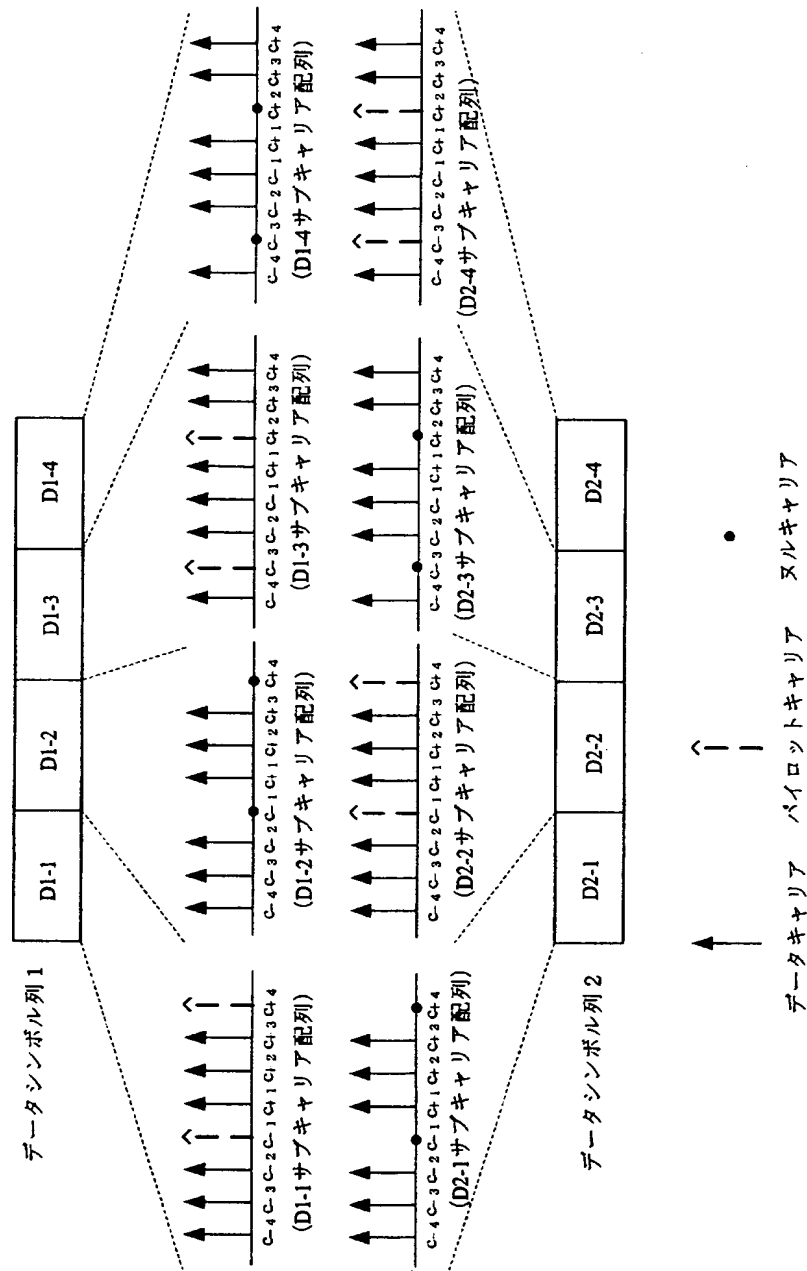 データシンボル列1
D1-1 D1-2 D1-3 D1-4
C-4 C-3 C-2 C-1 C+1 C+2 C+3 C+4
(D1-1サブキャリア配列)
C-4 C-3 C-2 C-1 C+1 C+2 C+3 C+4
(D1-2サブキャリア配列)
C-4 C-3 C-2 C-1 C+1 C+2 C+3 C+4
(D1-3サブキャリア配列)
C-4 C-3 C-2 C-1 C+1 C+2 C+3 C+4
(D1-4サブキャリア配列)
C-4 C-3 C-2 C-1 C+1 C+2 C+3 C+4
(D2-1サブキャリア配列)
C-4 C-3 C-2 C-1 C+1 C+2 C+3 C+4
(D2-2サブキャリア配列)
C-4 C-3 C-2 C-1 C+1 C+2 C+3 C+4
(D2-3サブキャリア配列)
C-4 C-3 C-2 C-1 C+1 C+2 C+3 C+4
(D2-4サブキャリア配列)
データシンボル列2
D2-1 D2-2 D2-3 D2-4
データキャリア パイロットキャリア ヌルキャリア